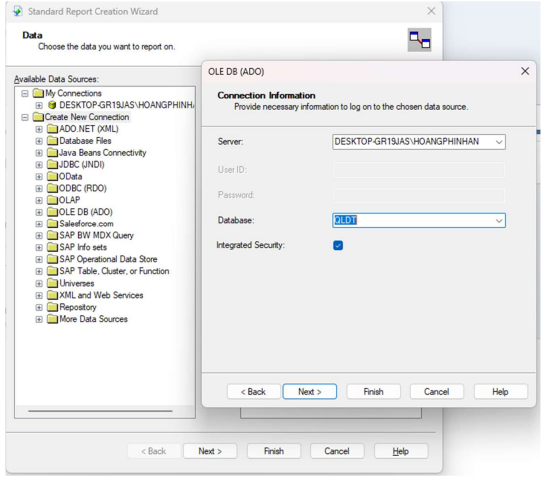 Standard Report Creation Wizard
Data
Choose the data you want to report on.
Available Data Sources:
My Connections
DESKTOP-GR19JAS\HOANGPHINH
Create New Connection
ADO.NET (XML)
Database Files
Java Beans Connectivity
JDBC (JNDI)
OData
ODBC (RDO)
OLAP
OLE DB (ADO)
Salesforce.com
SAP BW MDX Query
SAP Info sets
SAP Operational Data Store
SAP Table, Cluster, or Function
Universes
XML and Web Services
Repository
More Data Sources
< Back Next > Finish Cancel Help
OLE DB (ADO)
Connection Information
Provide necessary information to log on to the chosen data source.
Server: DESKTOP-GR19JAS\HOANGPHINHAN
User ID:
Password:
Database: QLDT
Integrated Security:
< Back Next > Finish Cancel Help